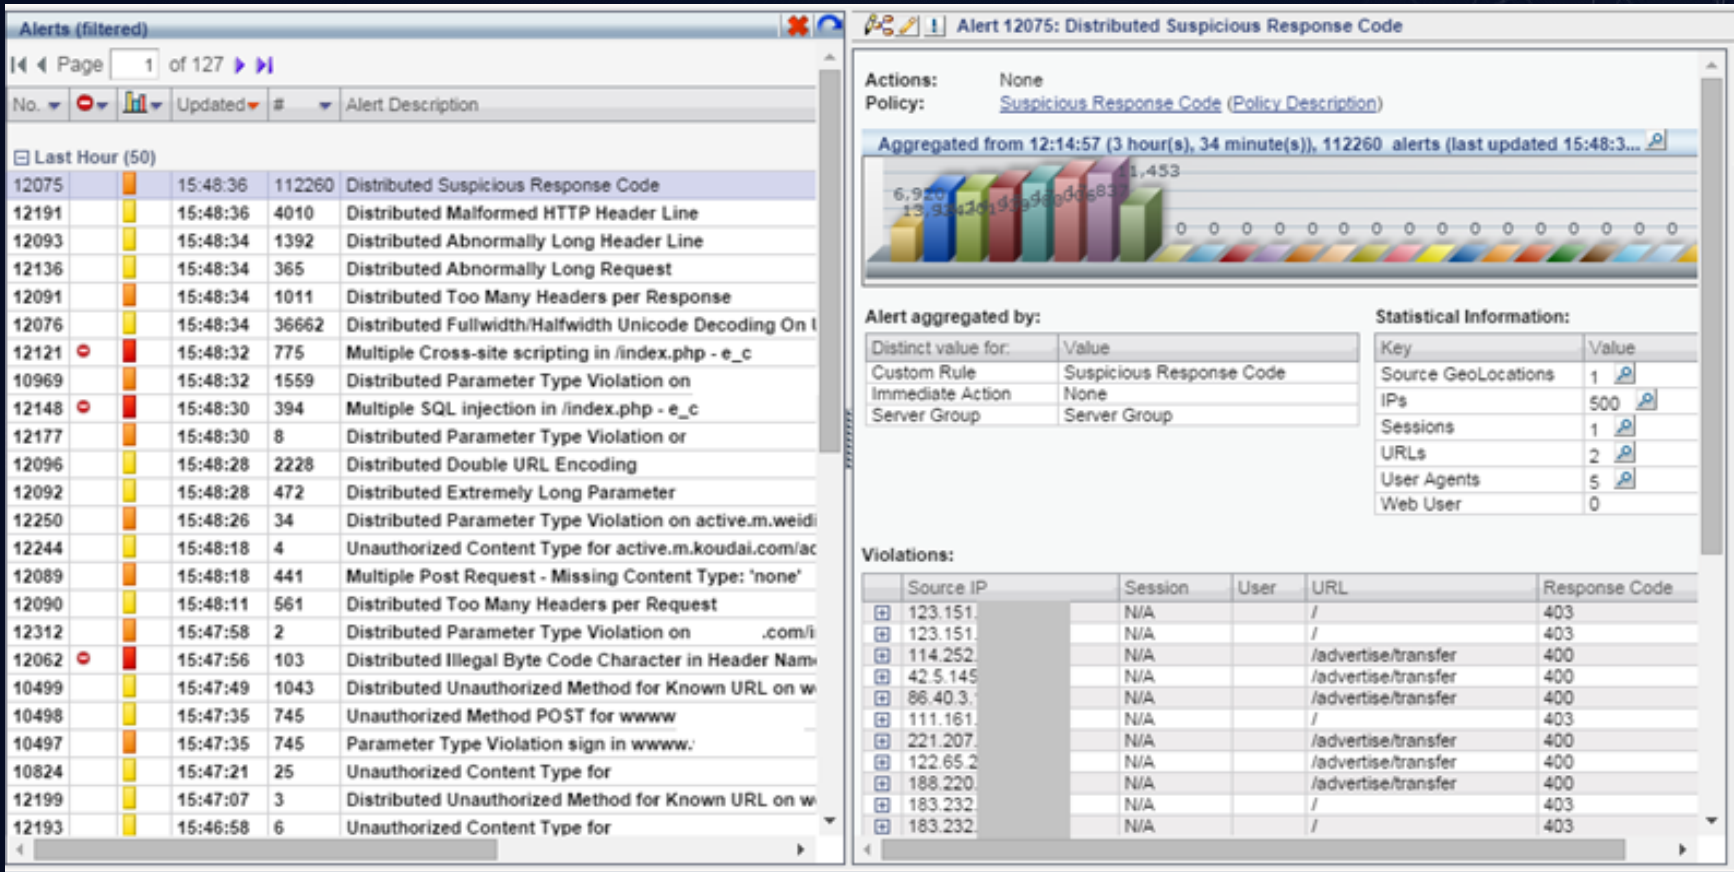 Alerts (filtered)
Page 1 of 127
No. # Updated Alert Description
Last Hour (50)
12075 15:48:36 112260 Distributed Suspicious Response Code
12191 15:48:36 4010 Distributed Malformed HTTP Header Line
12093 15:48:34 1392 Distributed Abnormally Long Header Line
12136 15:48:34 365 Distributed Abnormally Long Request
12091 15:48:34 1011 Distributed Too Many Headers per Response
12076 15:48:34 36662 Distributed Fullwidth/Halfwidth Unicode Decoding On
12121 15:48:32 775 Multiple Cross-site scripting in /index.php - e_c
10969 15:48:32 1559 Distributed Parameter Type Violation on
12148 15:48:30 394 Multiple SQL injection in /index.php - e_c
12177 15:48:30 8 Distributed Parameter Type Violation or
12096 15:48:28 2228 Distributed Double URL Encoding
12092 15:48:28 472 Distributed Extremely Long Parameter
12250 15:48:26 34 Distributed Parameter Type Violation on active.m.weidi
12244 15:48:18 4 Unauthorized Content Type for active.m.koudai.com/ac
12089 15:48:18 441 Multiple Post Request - Missing Content Type: 'none'
12090 15:48:11 561 Distributed Too Many Headers per Request
12312 15:47:58 2 Distributed Parameter Type Violation on .com/i
12062 15:47:56 103 Distributed Illegal Byte Code Character in Header Nam
10499 15:47:49 1043 Distributed Unauthorized Method for Known URL on w
10498 15:47:35 745 Unauthorized Method POST for wwww
10497 15:47:35 745 Parameter Type Violation sign in wwww.
10824 15:47:21 25 Unauthorized Content Type for
12199 15:47:07 3 Distributed Unauthorized Method for Known URL on w
12193 15:46:58 6 Unauthorized Content Type for
Alert 12075: Distributed Suspicious Response Code
Actions: None
Policy: Suspicious Response Code (Policy Description)
Aggregated from 12:14:57 (3 hour(s), 34 minute(s)), 112260 alerts (last updated 15:48:3...
6,920
11,453
0 0 0 0 0 0 0 0 0 0 0 0 0 0 0 0
Alert aggregated by:
Distinct value for: Value
Custom Rule Suspicious Response Code
Immediate Action None
Server Group Server Group
Statistical Information:
Key Value
Source GeoLocations 1
IPs 500
Sessions 1
URLs 2
User Agents 5
Web User 0
Violations:
Source IP Session User URL Response Code
123.151. N/A / 403
123.151. N/A / 403
114.252. N/A /advertise/transfer 400
42.5.145 N/A /advertise/transfer 400
86.40.3. N/A /advertise/transfer 400
111.161. N/A / 403
221.207. N/A /advertise/transfer 400
122.65.2 N/A /advertise/transfer 400
188.220. N/A /advertise/transfer 400
183.232. N/A / 403
183.232. N/A / 403